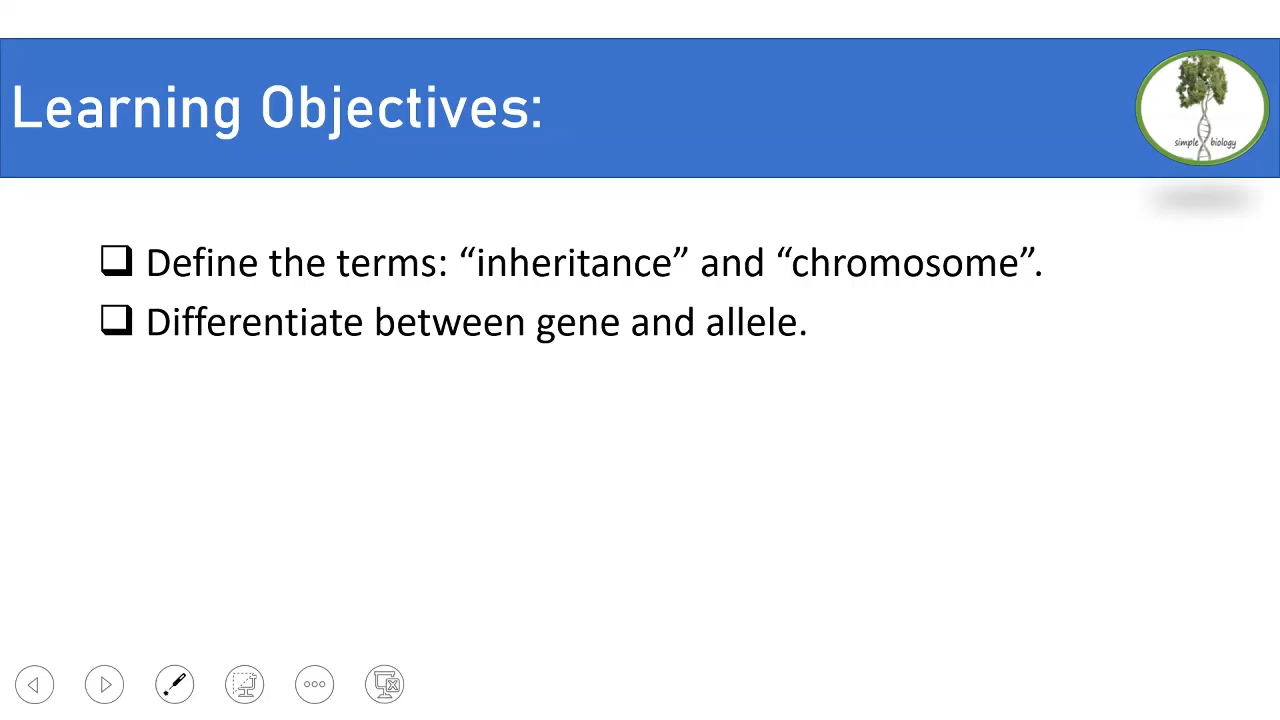 Learning Objectives:
simple biology
Define the terms: “inheritance” and “chromosome”.
Differentiate between gene and allele.